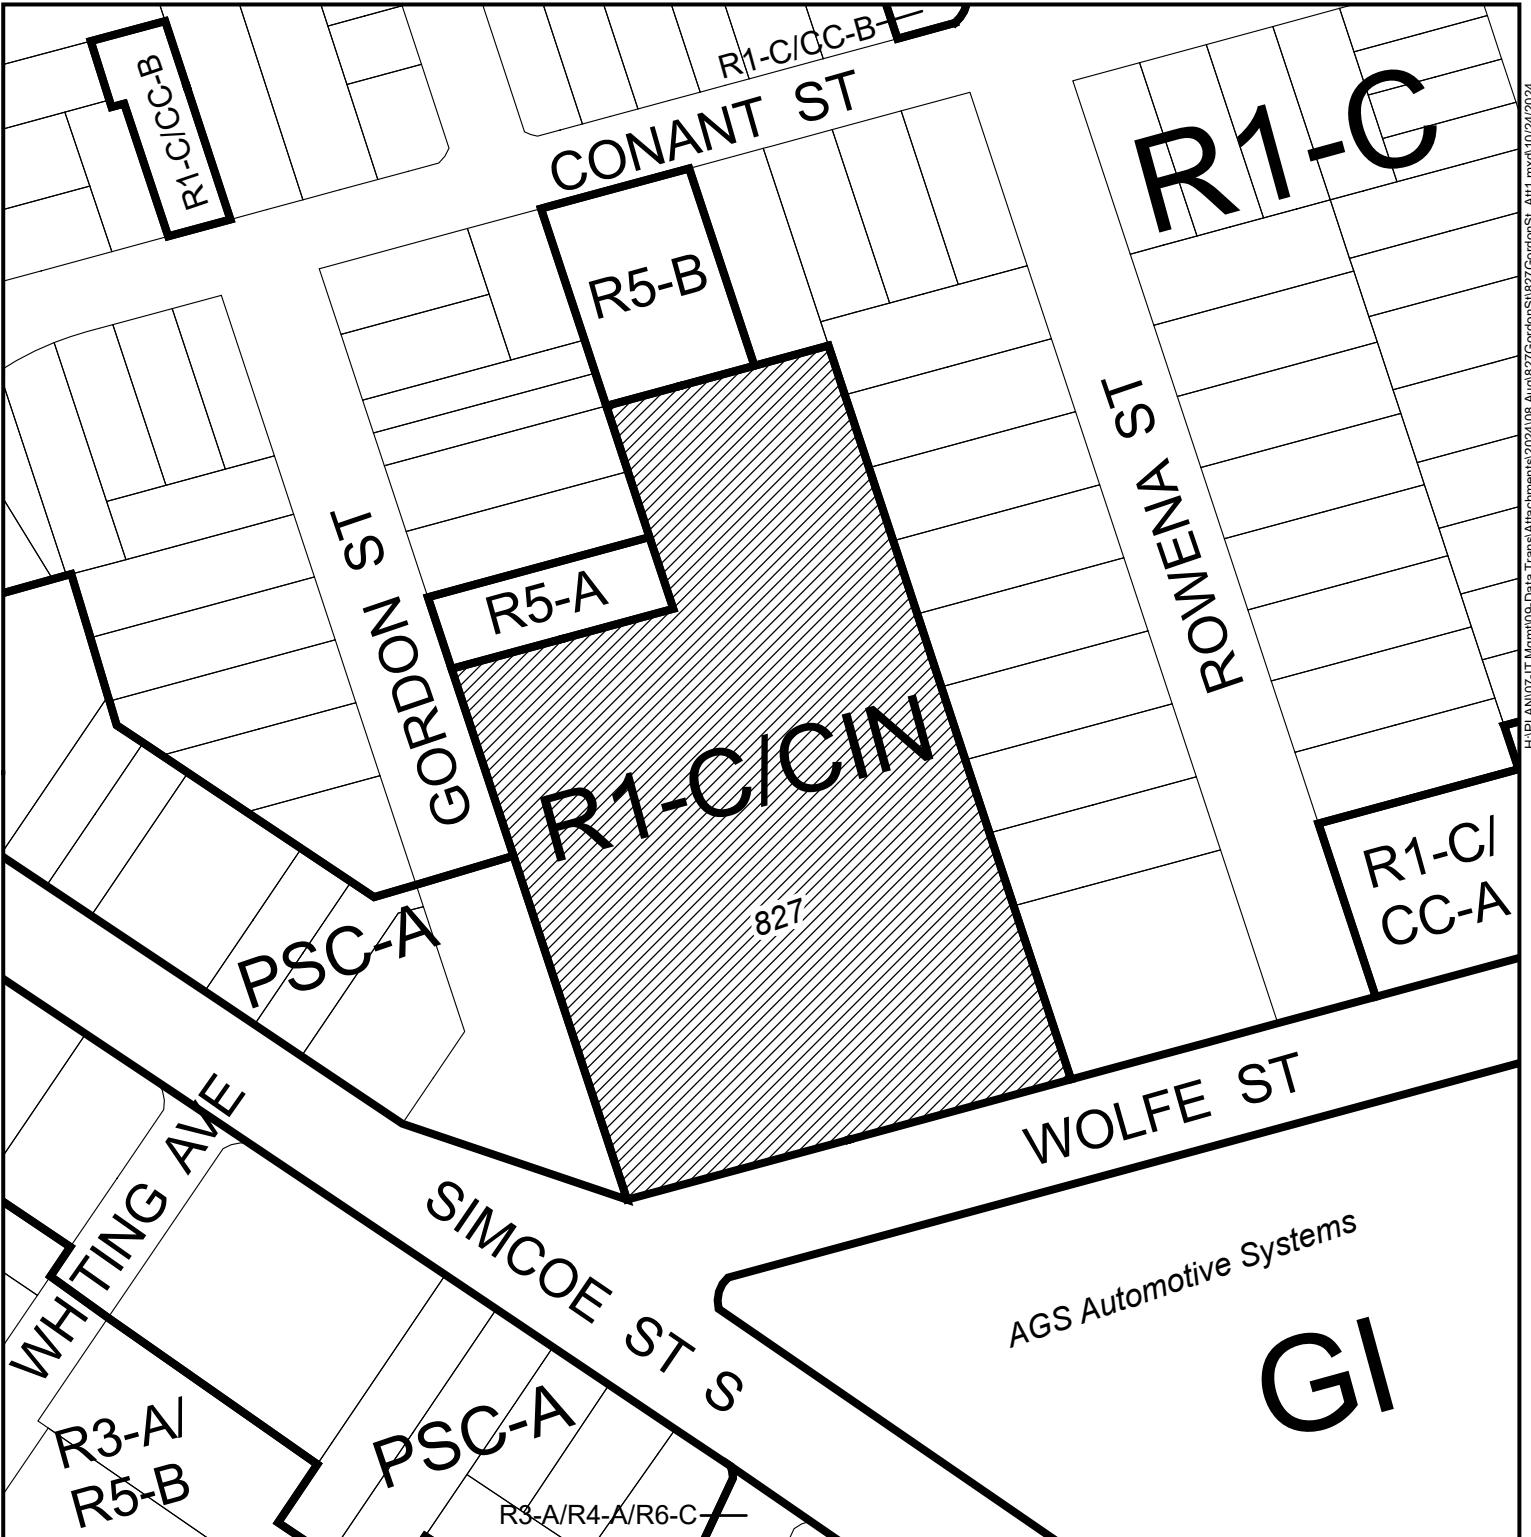 R1-C/CC-B
R1-C/CC-B
CONANT ST
R1-C
R5-B
ROWENA ST
GORDON ST
R5-A
R1-C/CIN
827
R1-C/
CC-A
PSC-A
WHITING AVE
WOLFE ST
SIMCOE ST S
AGS Automotive Systems
GI
R3-A/
R5-B
PSC-A
R3-A/R4-A/R6-C